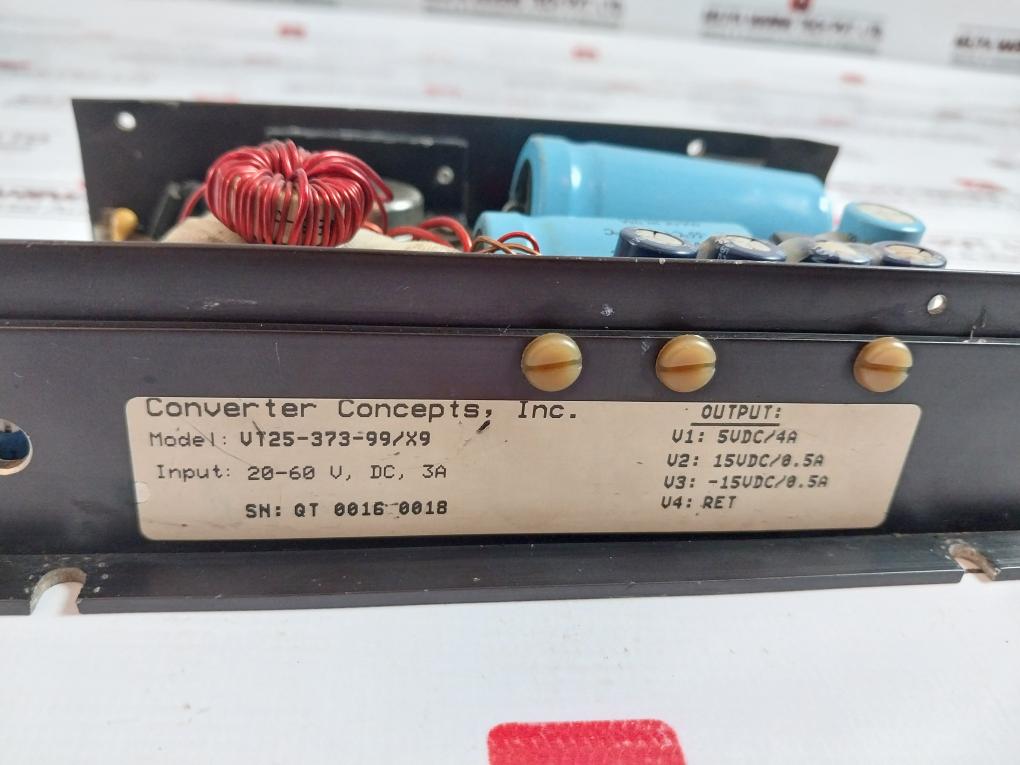 Converter Concepts, Inc.
Model: VT25-373-99/X9
Input: 20-60 V, DC, 3A
SN: QT 0016 0018
OUTPUT:
V1: 5VDC/4A
V2: 15VDC/0.5A
V3: -15VDC/0.5A
V4: RET